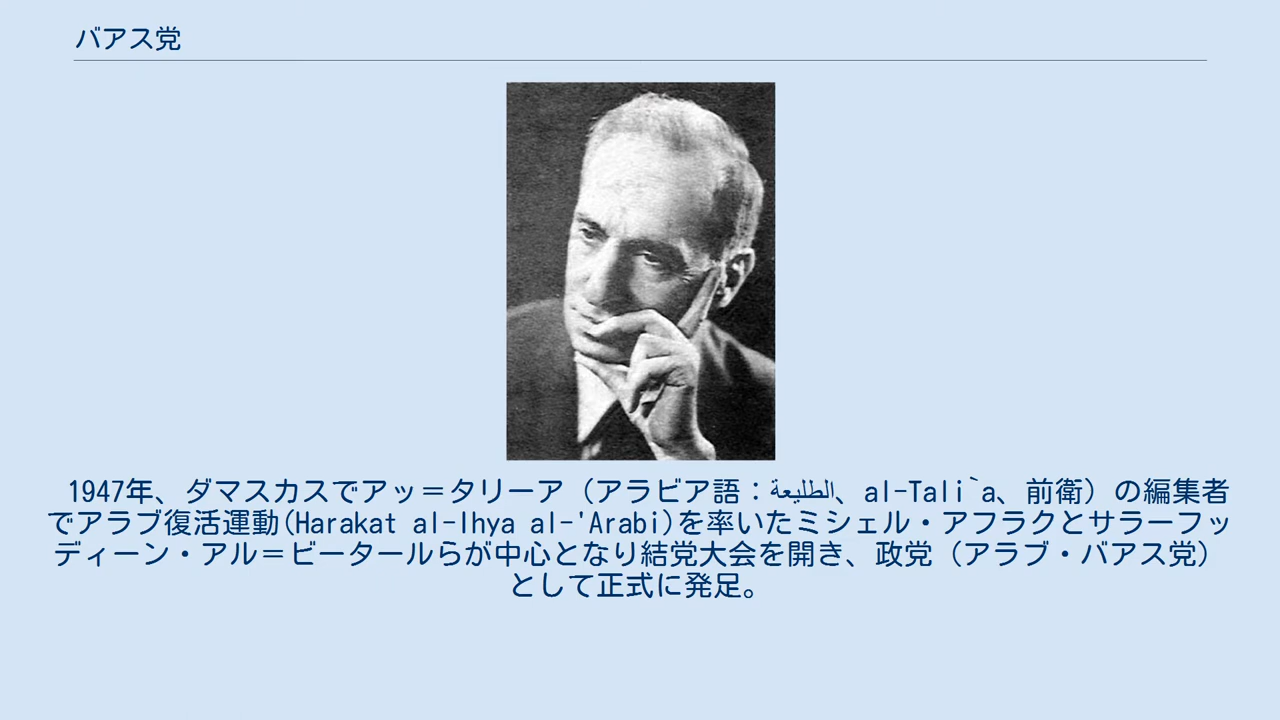 バアス党
1947年、ダマスカスでアッ＝タリーア（アラビア語：الطليعة、al-Tali`a、前衛）の編集者
でアラブ復活運動(Harakat al-Ihya al-'Arabi)を率いたミシェル・アフラクとサラーフッ
ディーン・アル＝ビータールらが中心となり結党大会を開き、政党（アラブ・バアス党）
として正式に発足。